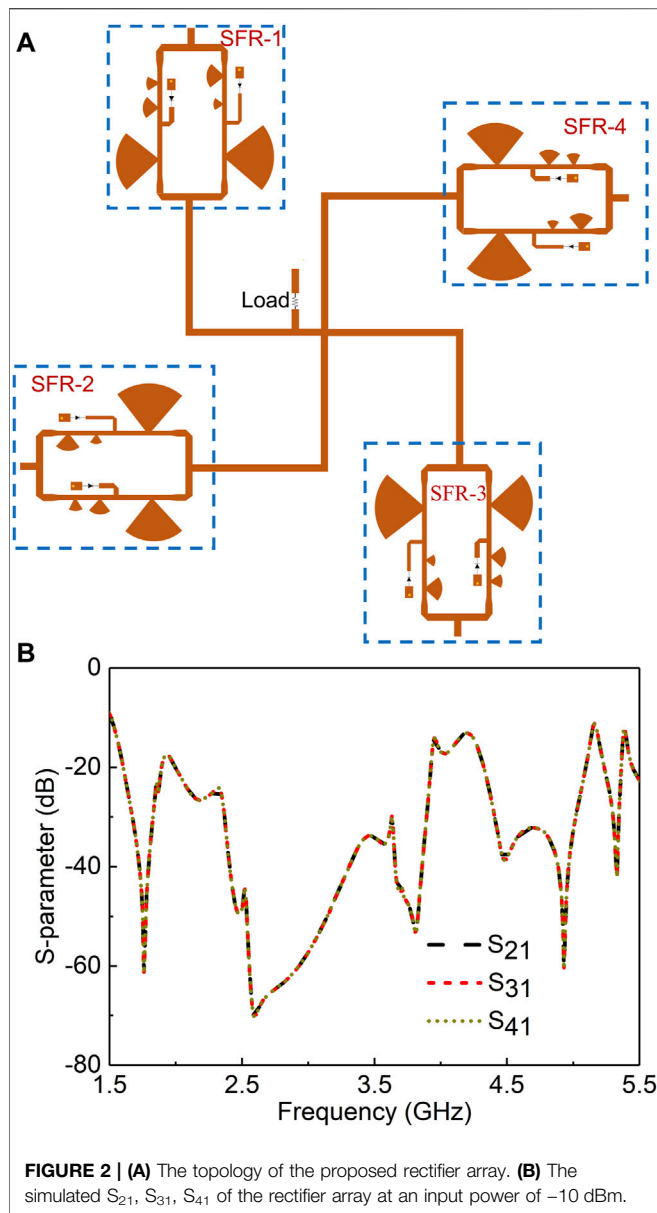 A
SFR-1
SFR-4
Load
SFR-2
SFR-3
B
0
-20
-40
-60
-80
S-parameter (dB)
S21
S31
S41
1.5 2.5 3.5 4.5 5.5
Frequency (GHz)
FIGURE 2 | (A) The topology of the proposed rectifier array. (B) The
simulated S21, S31, S41 of the rectifier array at an input power of −10 dBm.